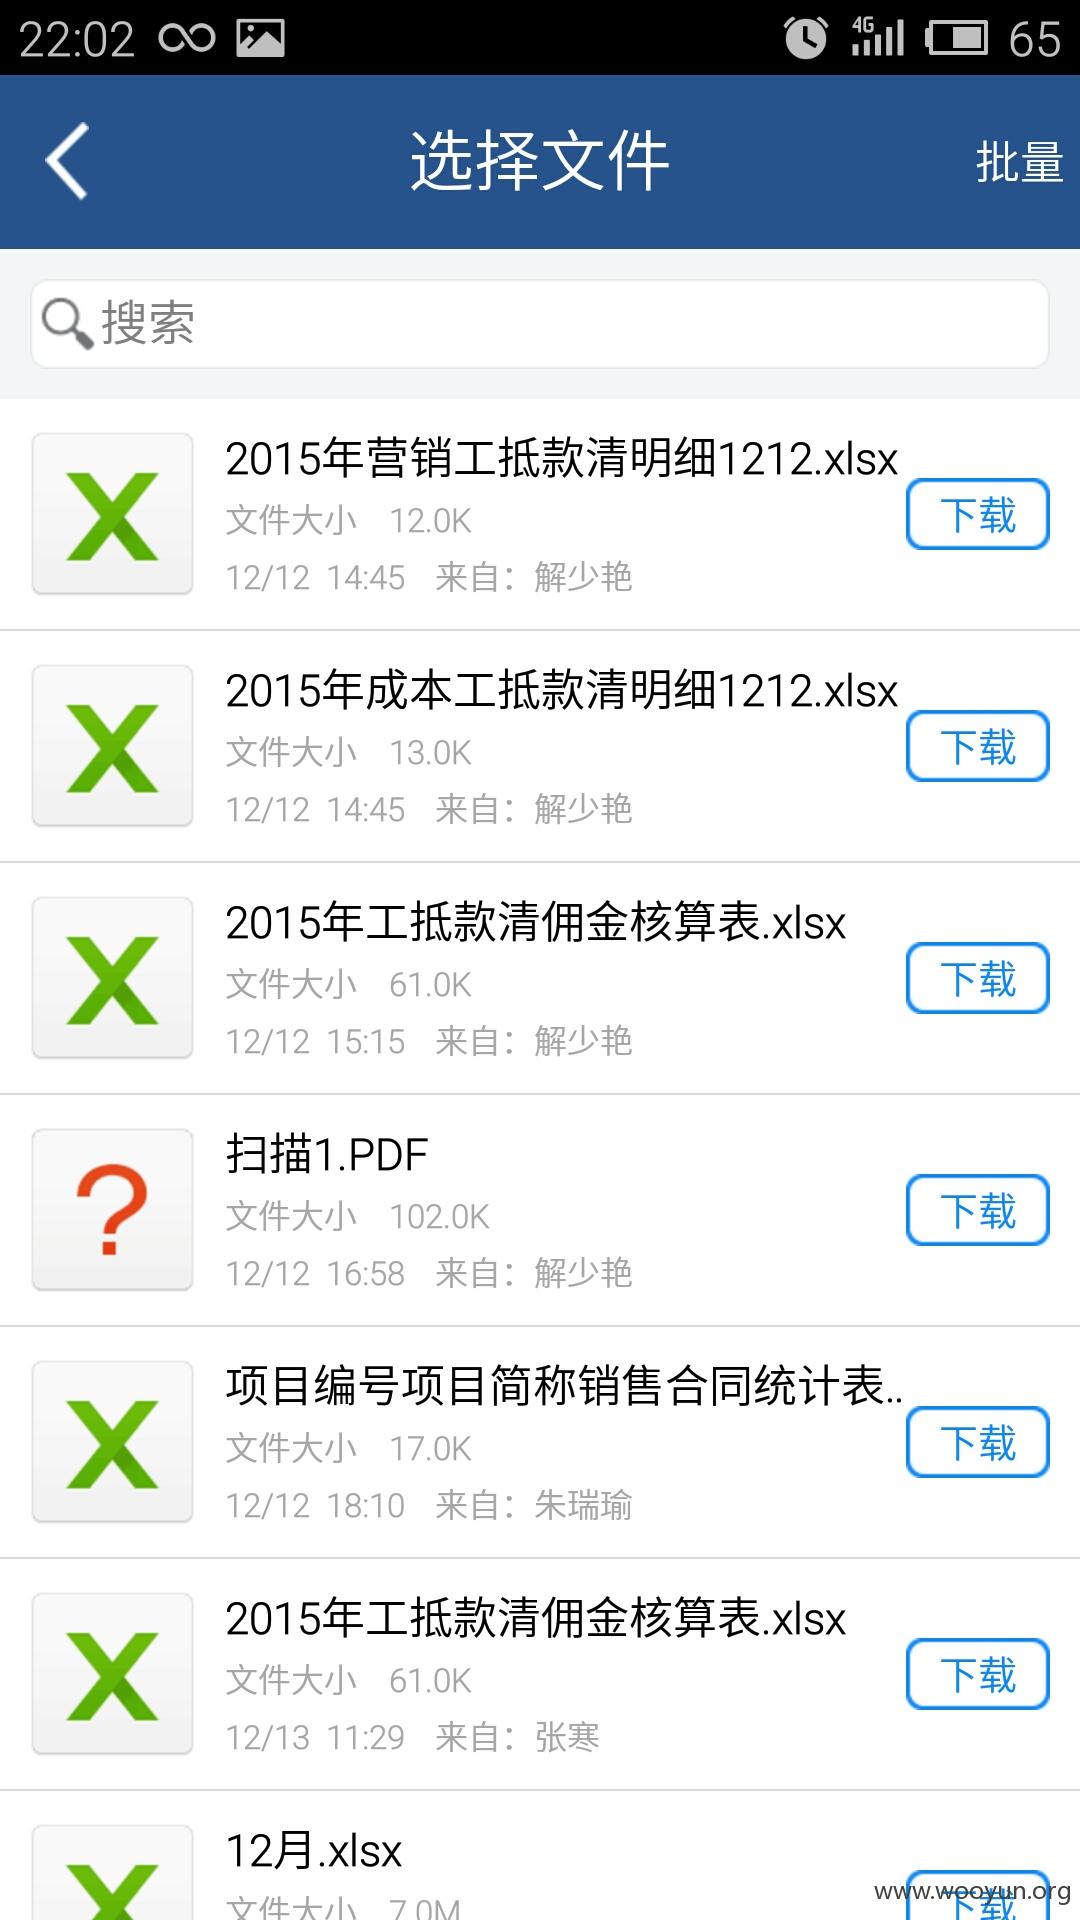 22:02 4G 65
选择文件 批量
搜索
2015年营销工抵款清明细1212.xlsx
文件大小 12.0K
下载
12/12 14:45 来自：解少艳
2015年成本工抵款清明细1212.xlsx
文件大小 13.0K
下载
12/12 14:45 来自：解少艳
2015年工抵款清佣金核算表.xlsx
文件大小 61.0K
下载
12/12 15:15 来自：解少艳
扫描1.PDF
文件大小 102.0K
下载
12/12 16:58 来自：解少艳
项目编号项目简称销售合同统计表..
文件大小 17.0K
下载
12/12 18:10 来自：朱瑞瑜
2015年工抵款清佣金核算表.xlsx
文件大小 61.0K
下载
12/13 11:29 来自：张寒
12月.xlsx
文件大小 7.0M
下载
www.wooyun.org